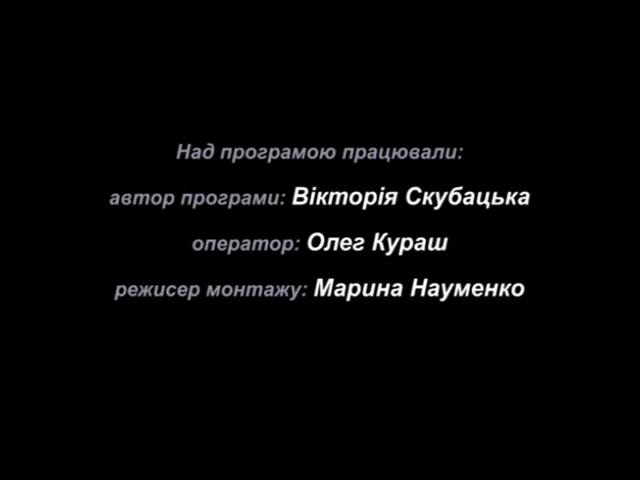 Над програмою працювали:
автор програми: Вікторія Скубацька
оператор: Олег Кураш
режисер монтажу: Марина Науменко